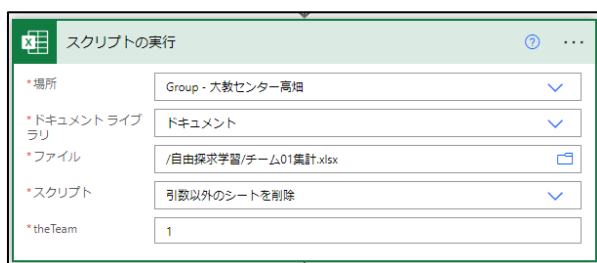 スクリプトの実行
*場所
Group - 大教センター高畑
*ドキュメント ライブ
ラリ
ドキュメント
*ファイル
/自由探求学習/チーム01集計.xlsx
*スクリプト
引数以外のシートを削除
*theTeam
1